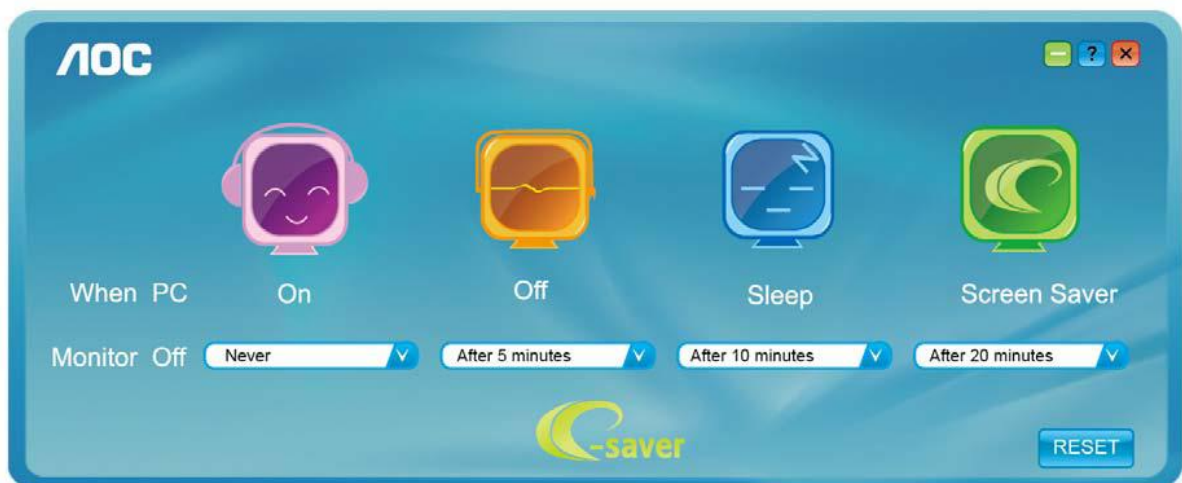 AOC
?
When PC On Off Sleep Screen Saver
Monitor Off Never After 5 minutes After 10 minutes After 20 minutes
e-saver
RESET